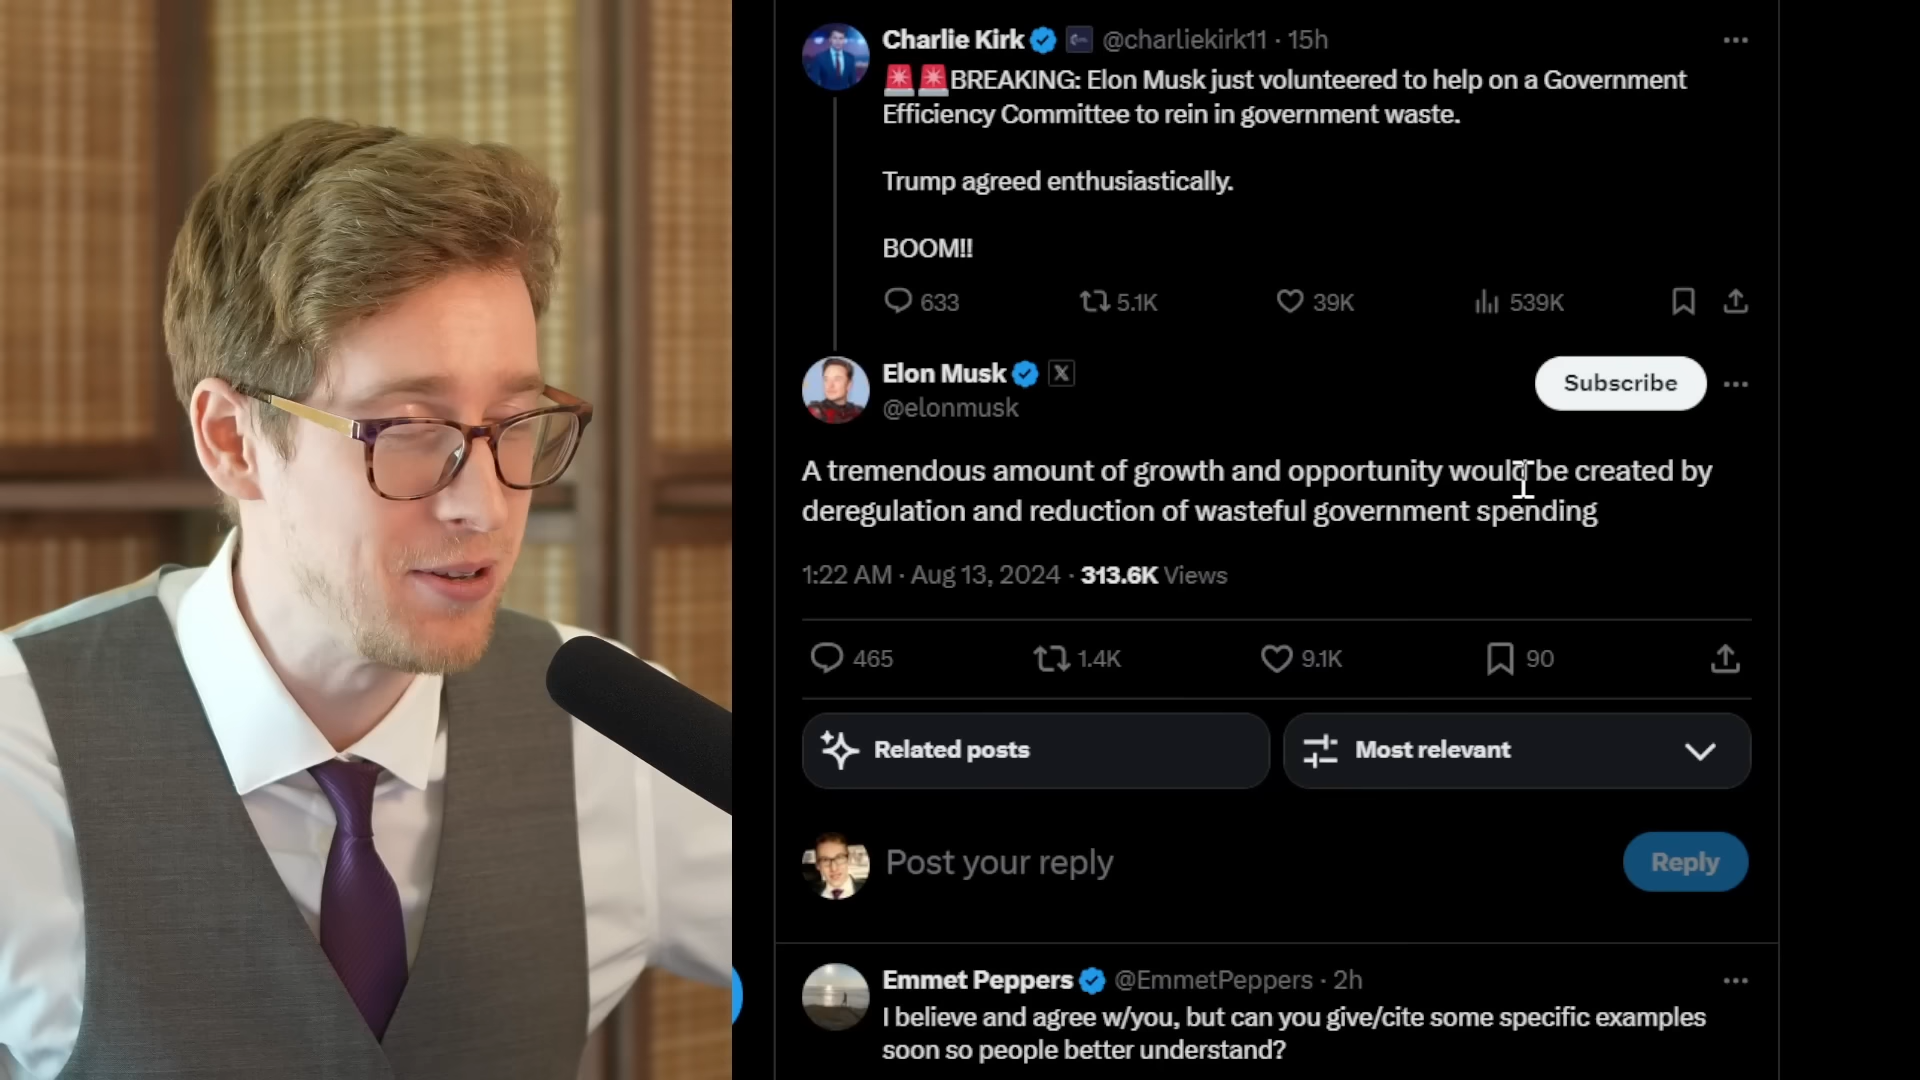 Charlie Kirk @charliekirk11 · 15h
🚨🚨BREAKING: Elon Musk just volunteered to help on a Government
Efficiency Committee to rein in government waste.
Trump agreed enthusiastically.
BOOM!!
633 5.1K 39K 539K
Elon Musk
@elonmusk
Subscribe
A tremendous amount of growth and opportunity would be created by
deregulation and reduction of wasteful government spending
1:22 AM · Aug 13, 2024 · 313.6K Views
465 1.4K 9.1K 90
Related posts
Most relevant
Post your reply
Reply
Emmet Peppers @EmmetPeppers · 2h
I believe and agree w/you, but can you give/cite some specific examples
soon so people better understand?